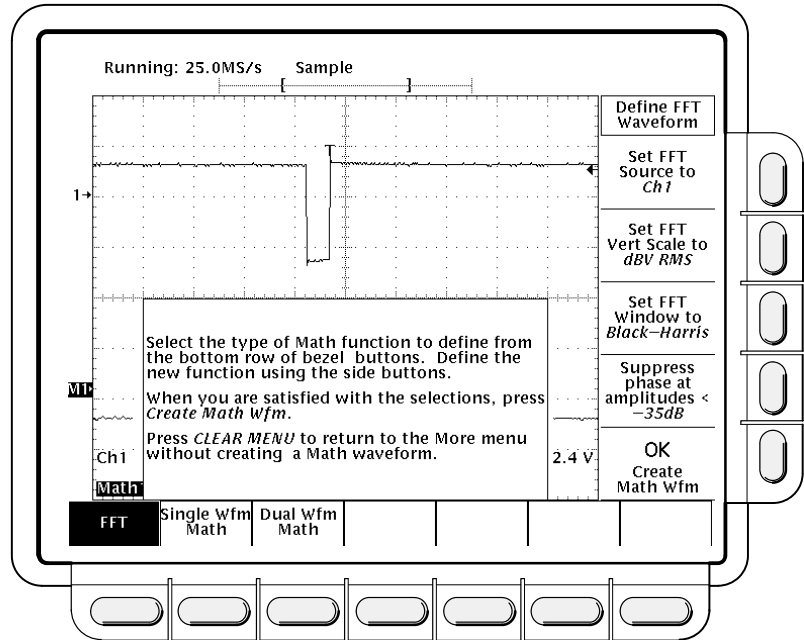 Running: 25.0MS/s Sample
[ ]
T
1
Define FFT
Waveform
Set FFT
Source to
Ch1
Set FFT
Vert Scale to
dBV RMS
Set FFT
Window to
Black–Harris
Suppress
phase at
amplitudes <
–35dB
OK
Create
Math Wfm
M1
Select the type of Math function to define from
the bottom row of bezel buttons. Define the
new function using the side buttons.
When you are satisfied with the selections, press
Create Math Wfm.
Press CLEAR MENU to return to the More menu
without creating a Math waveform.
Ch1
2.4 V
Math
FFT
Single Wfm
Math
Dual Wfm
Math